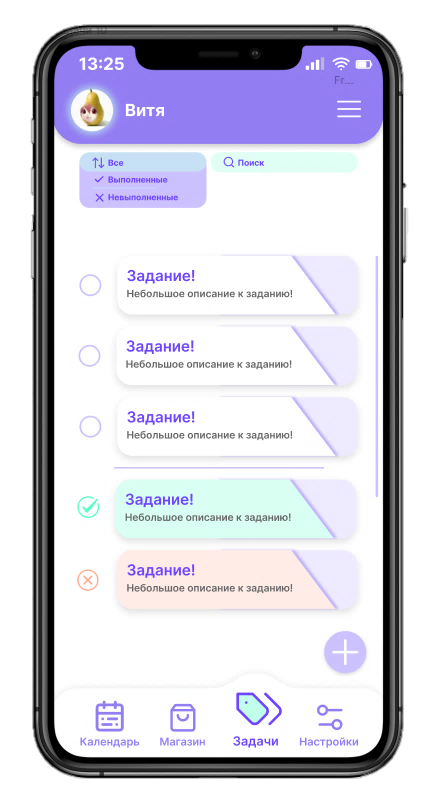 13:25
Fr...
Витя
Все
Поиск
Выполненные
Невыполненные
Задание!
Небольшое описание к заданию!
Задание!
Небольшое описание к заданию!
Задание!
Небольшое описание к заданию!
Задание!
Небольшое описание к заданию!
Задание!
Небольшое описание к заданию!
Календарь
Магазин
Задачи
Настройки